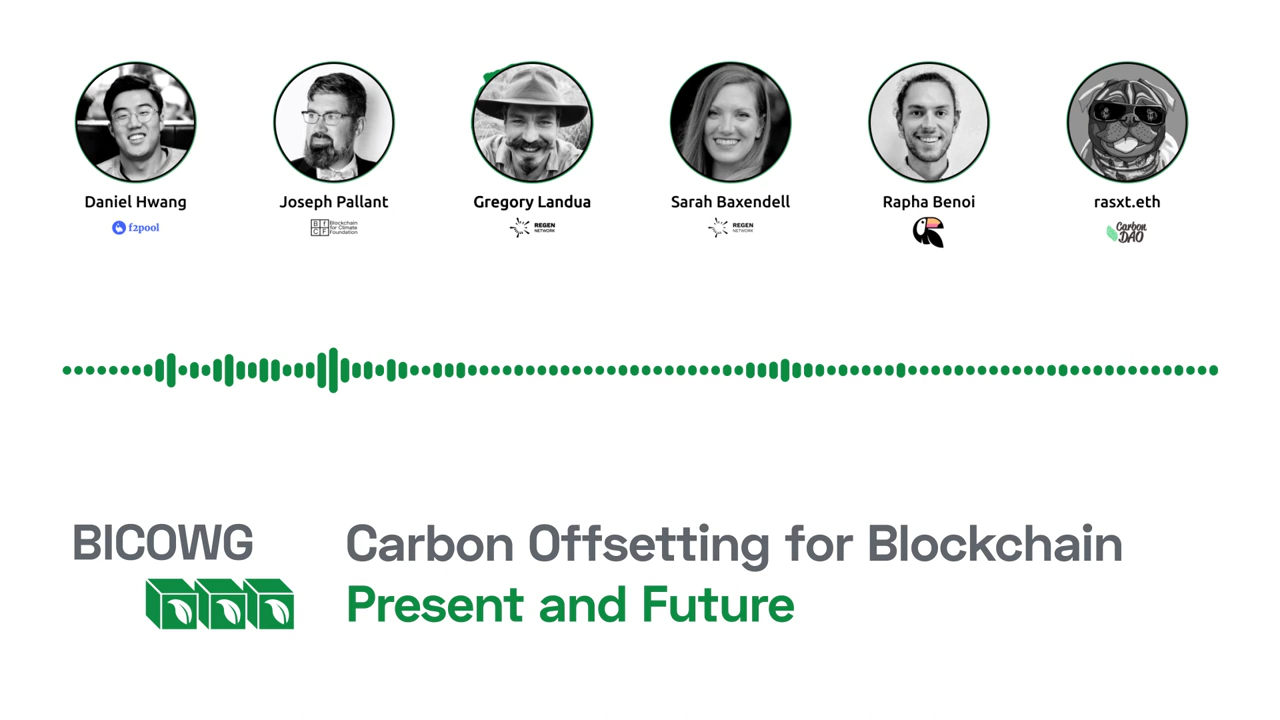 Daniel Hwang
Joseph Pallant
Gregory Landua
Sarah Baxendell
Rapha Benoi
rasxt.eth
f2pool
B f C F
Blockchain
for Climate
Foundation
REGEN
NETWORK
REGEN
NETWORK
Carbon
DAO
BICOWG
Carbon Offsetting for Blockchain
Present and Future